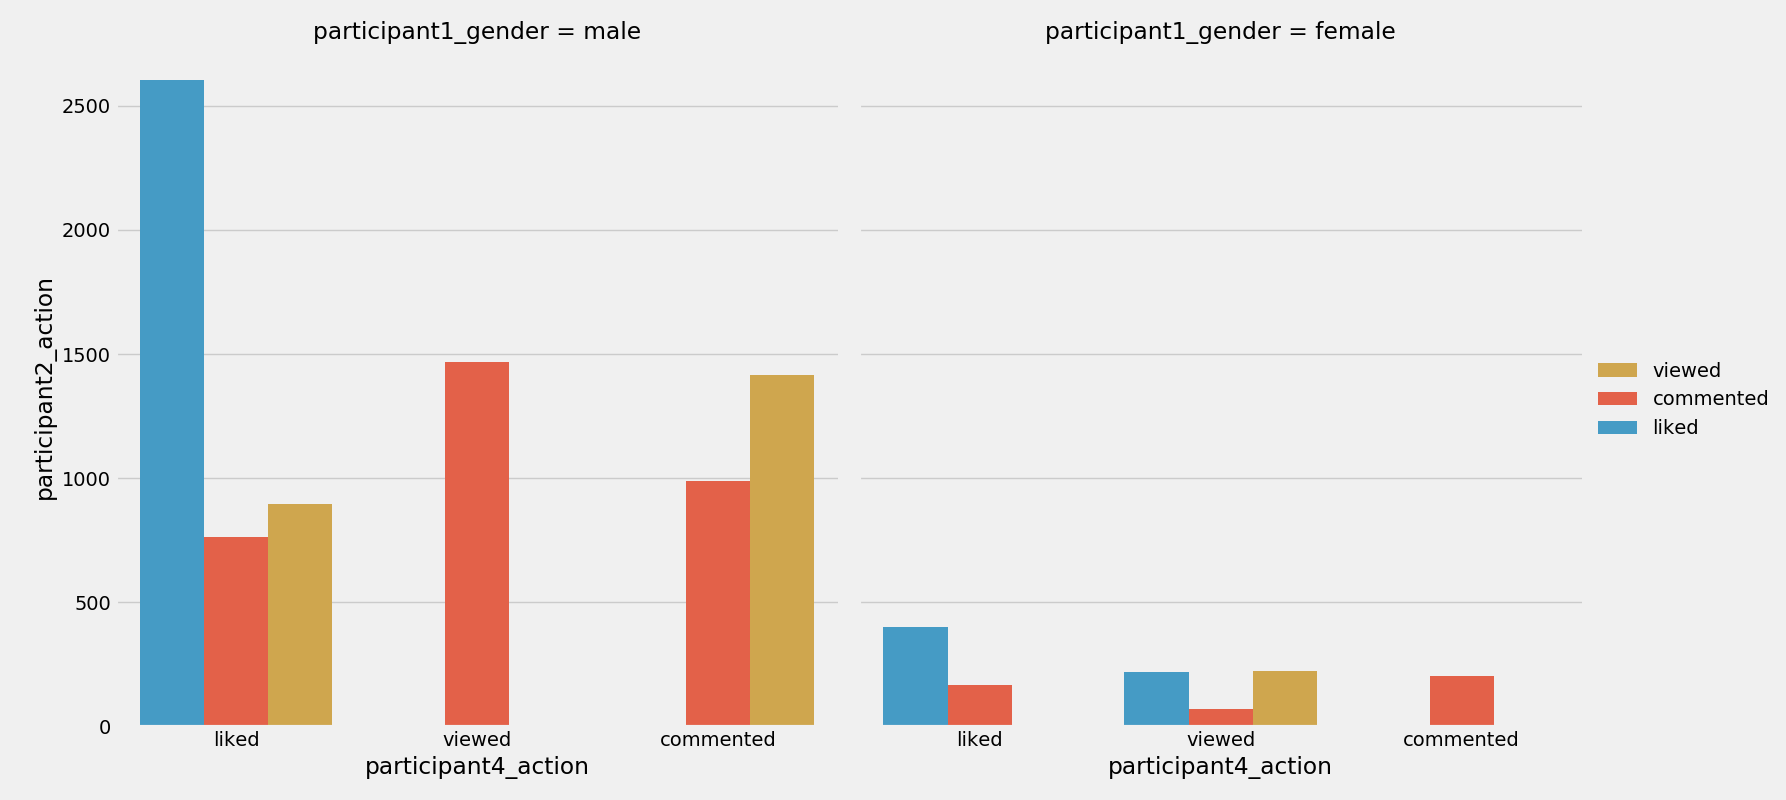 participant1_gender = male
participant1_gender = female
participant2_action
2500
2000
1500
1000
500
0
liked
viewed
commented
participant4_action
liked
viewed
commented
participant4_action
viewed
commented
liked